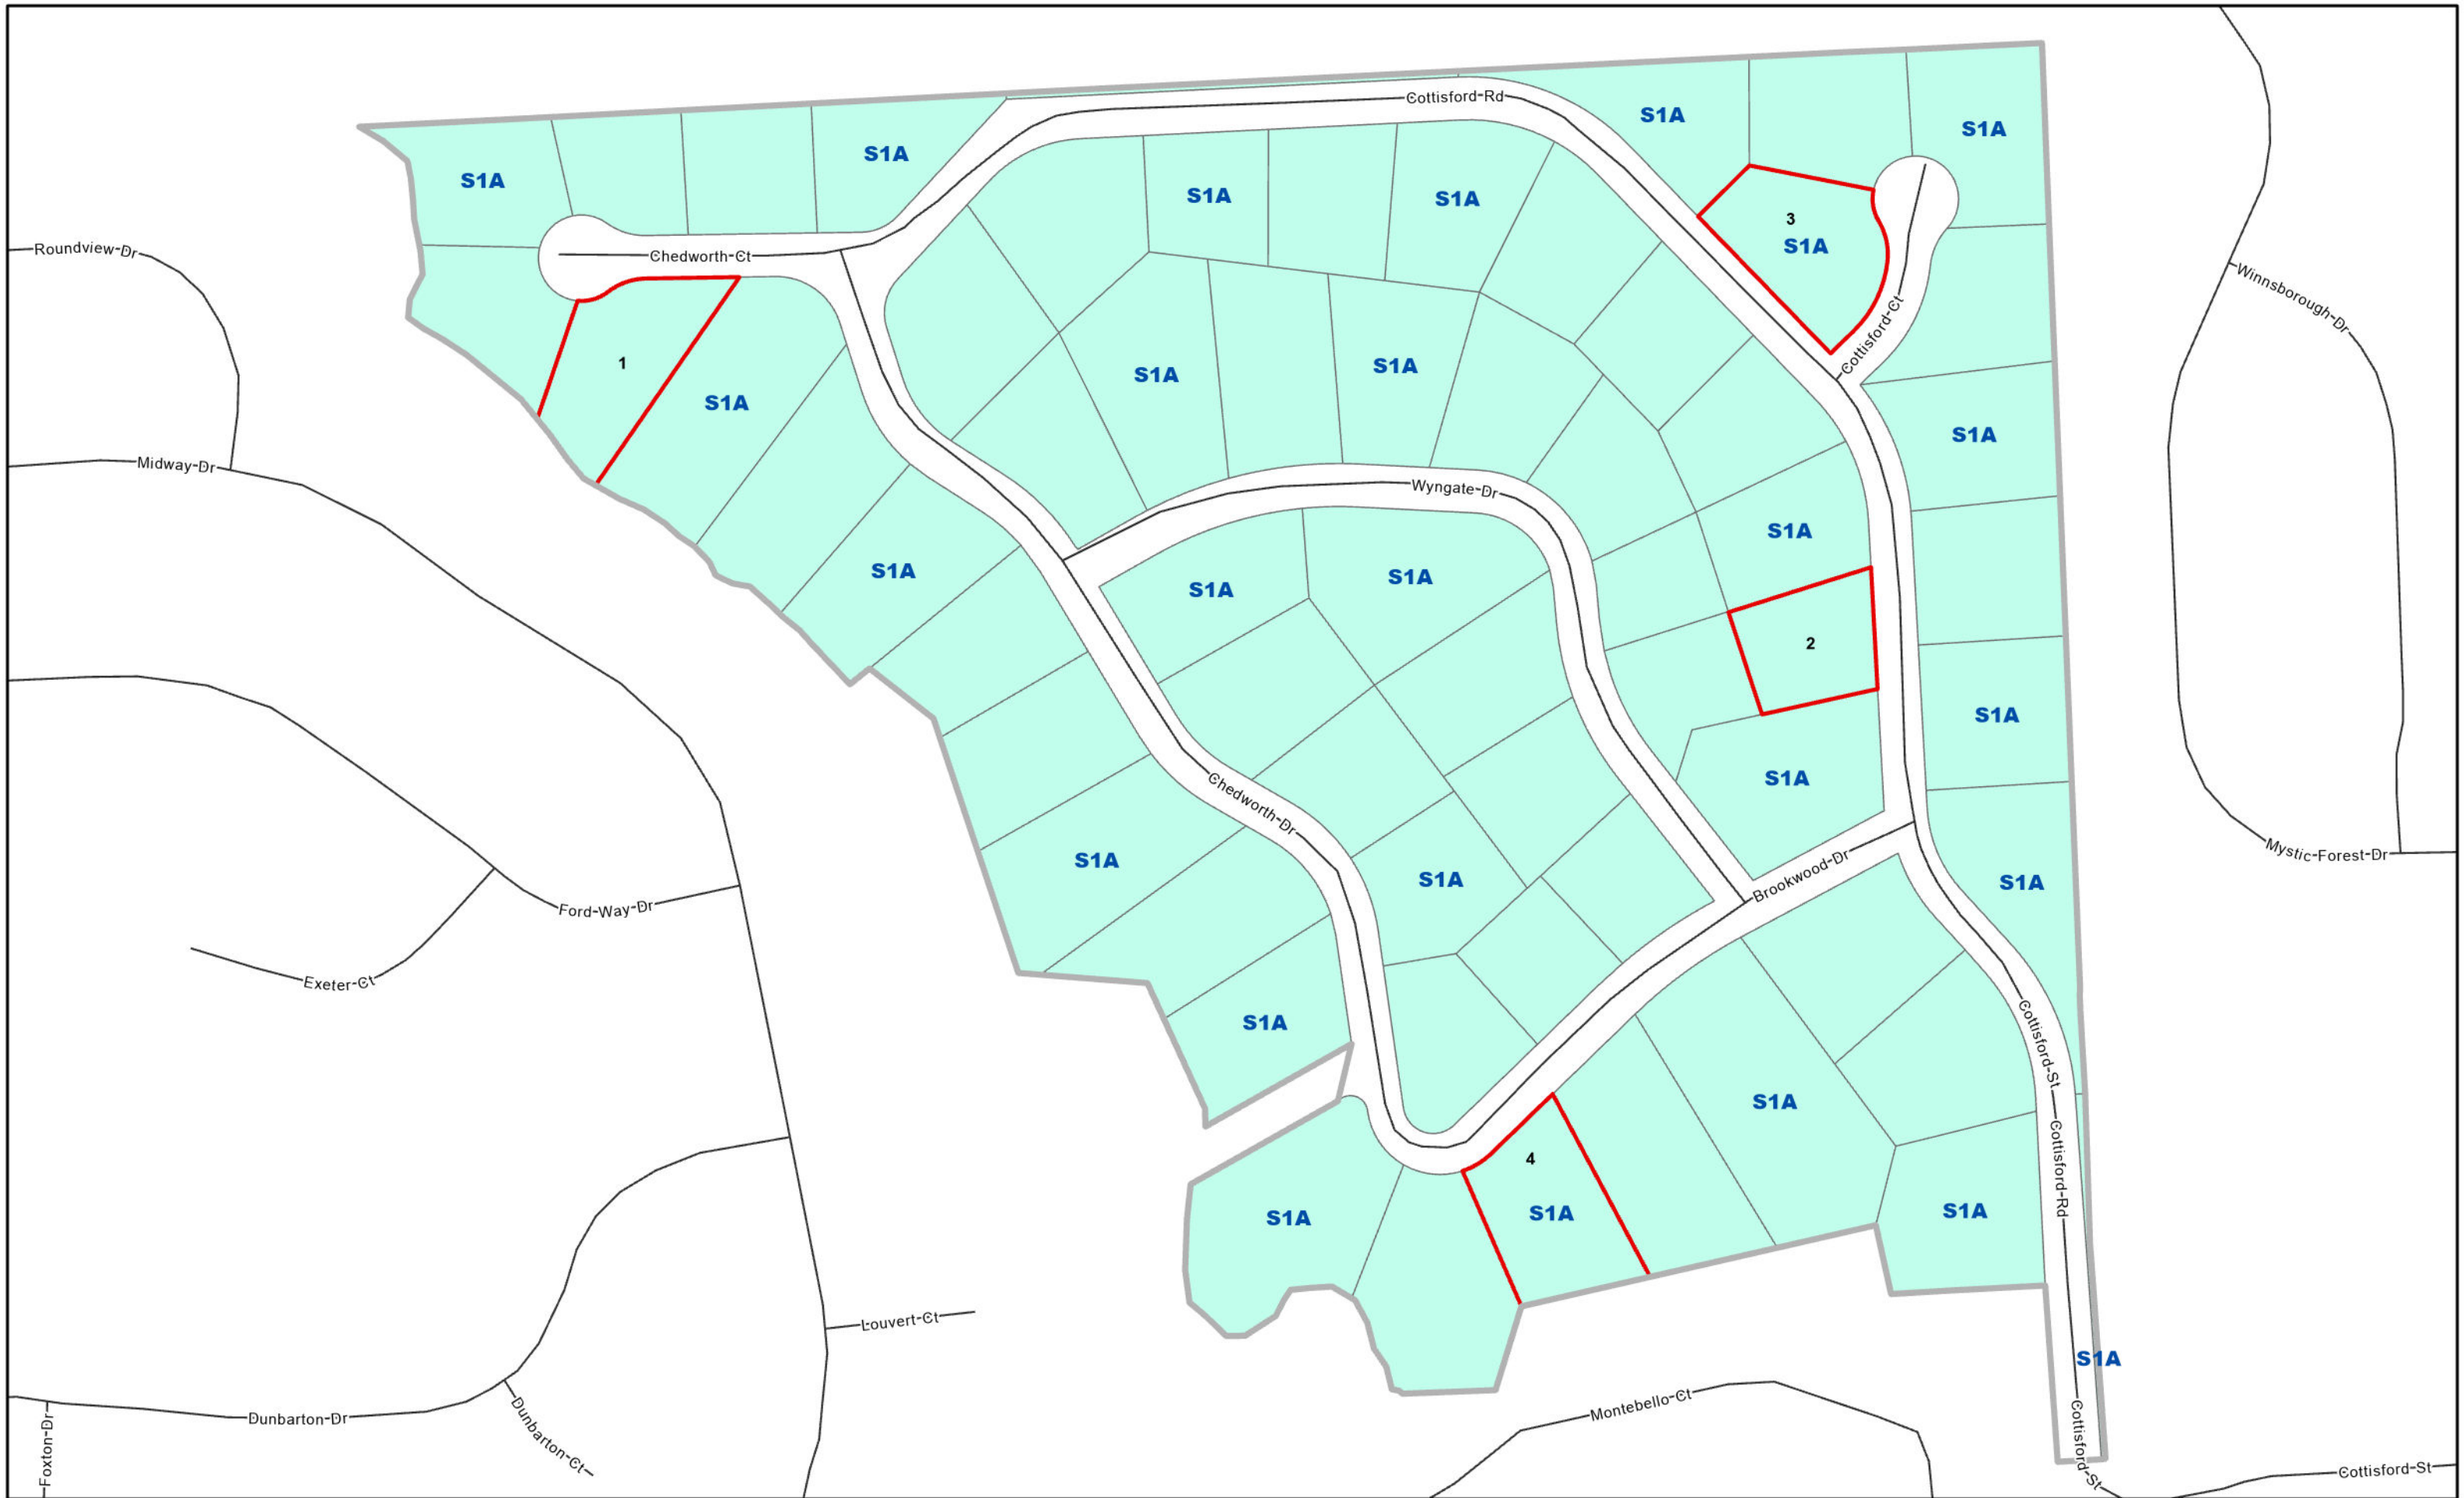 Cottisford-Rd
S1A
S1A
S1A
S1A
S1A
S1A
3
S1A
Roundview-Dr
Chedworth-Ct
Winnsborough-Dr
Cottisford-Ct
1
S1A
S1A
S1A
S1A
Midway-Dr
Wyngate-Dr
S1A
S1A
S1A
S1A
2
S1A
S1A
Chedworth-Dr
S1A
Brookwood-Dr
Mystic-Forest-Dr
S1A
S1A
Ford-Way-Dr
Exeter-Ct
S1A
Cottisford-St
S1A
4
Cottisford-Rd
S1A
S1A
S1A
Louvert-Ct
S1A
Montebello-Ct
Dunbarton-Dr
Dunbarton-Ct
Foxton-Dr
Cottisford-St
Cottisford-St